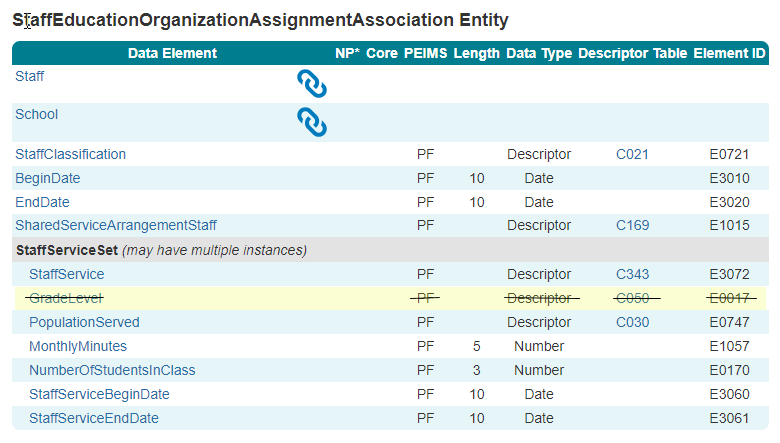 StaffEducationOrganizationAssignmentAssociation Entity
Data Element NP* Core PEIMS Length Data Type Descriptor Table Element ID
Staff
School
StaffClassification PF Descriptor C021 E0721
BeginDate PF 10 Date E3010
EndDate PF 10 Date E3020
SharedServiceArrangementStaff PF Descriptor C169 E1015
StaffServiceSet (may have multiple instances)
StaffService PF Descriptor C343 E3072
GradeLevel PF Descriptor C050 E0017
PopulationServed PF Descriptor C030 E0747
MonthlyMinutes PF 5 Number E1057
NumberOfStudentsInClass PF 3 Number E0170
StaffServiceBeginDate PF 10 Date E3060
StaffServiceEndDate PF 10 Date E3061